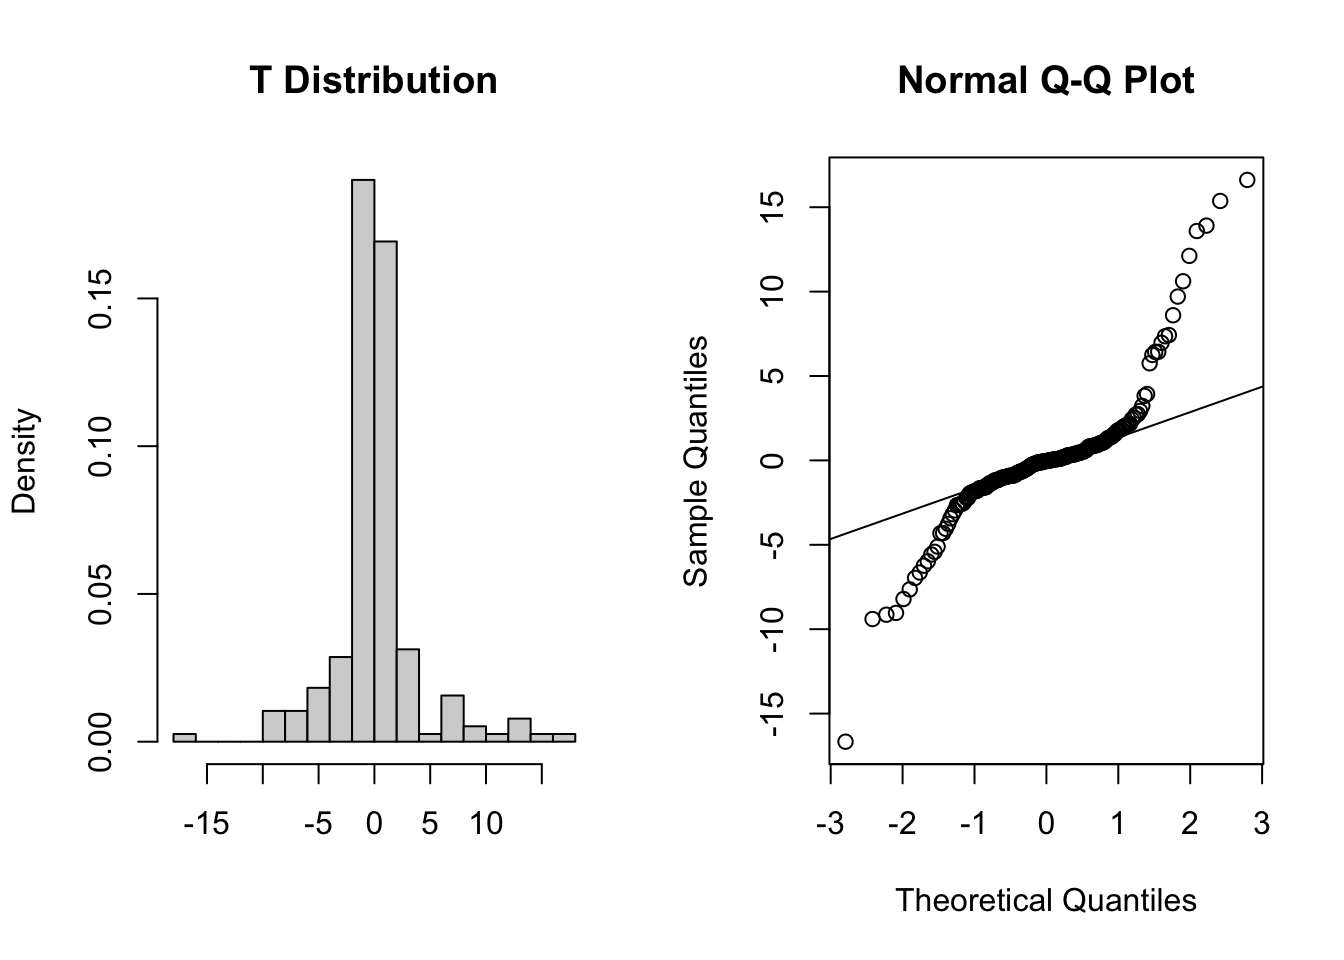 T Distribution
Density
0.00 0.05 0.10 0.15
-15 -5 0 5 10
Normal Q-Q Plot
Sample Quantiles
-15 -10 -5 0 5 10 15
-3 -2 -1 0 1 2 3
Theoretical Quantiles